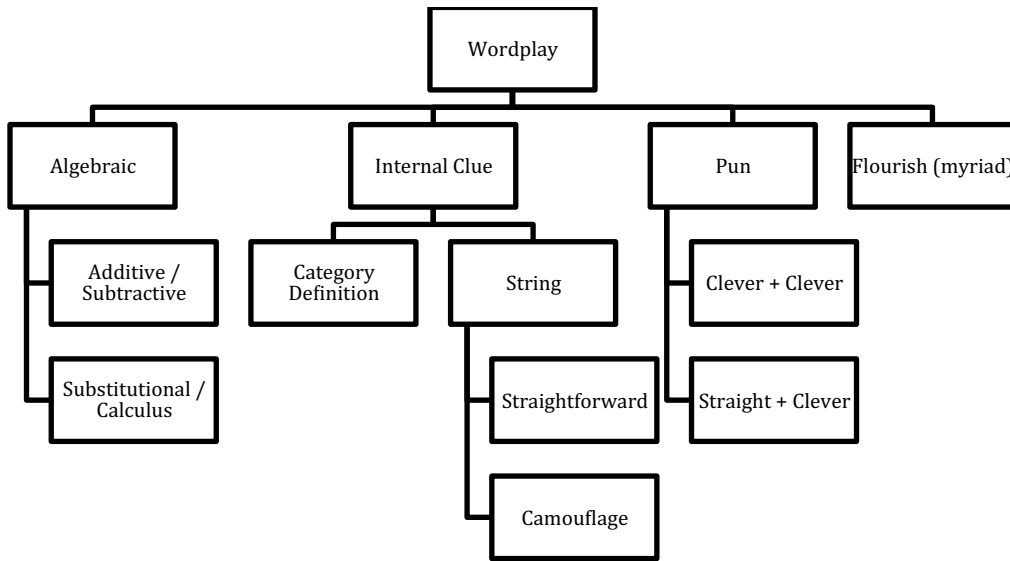 Wordplay
Algebraic
Internal Clue
Pun
Flourish (myriad)
Additive /
Subtractive
Category
Definition
String
Clever + Clever
Substitutional /
Calculus
Straightforward
Straight + Clever
Camouflage